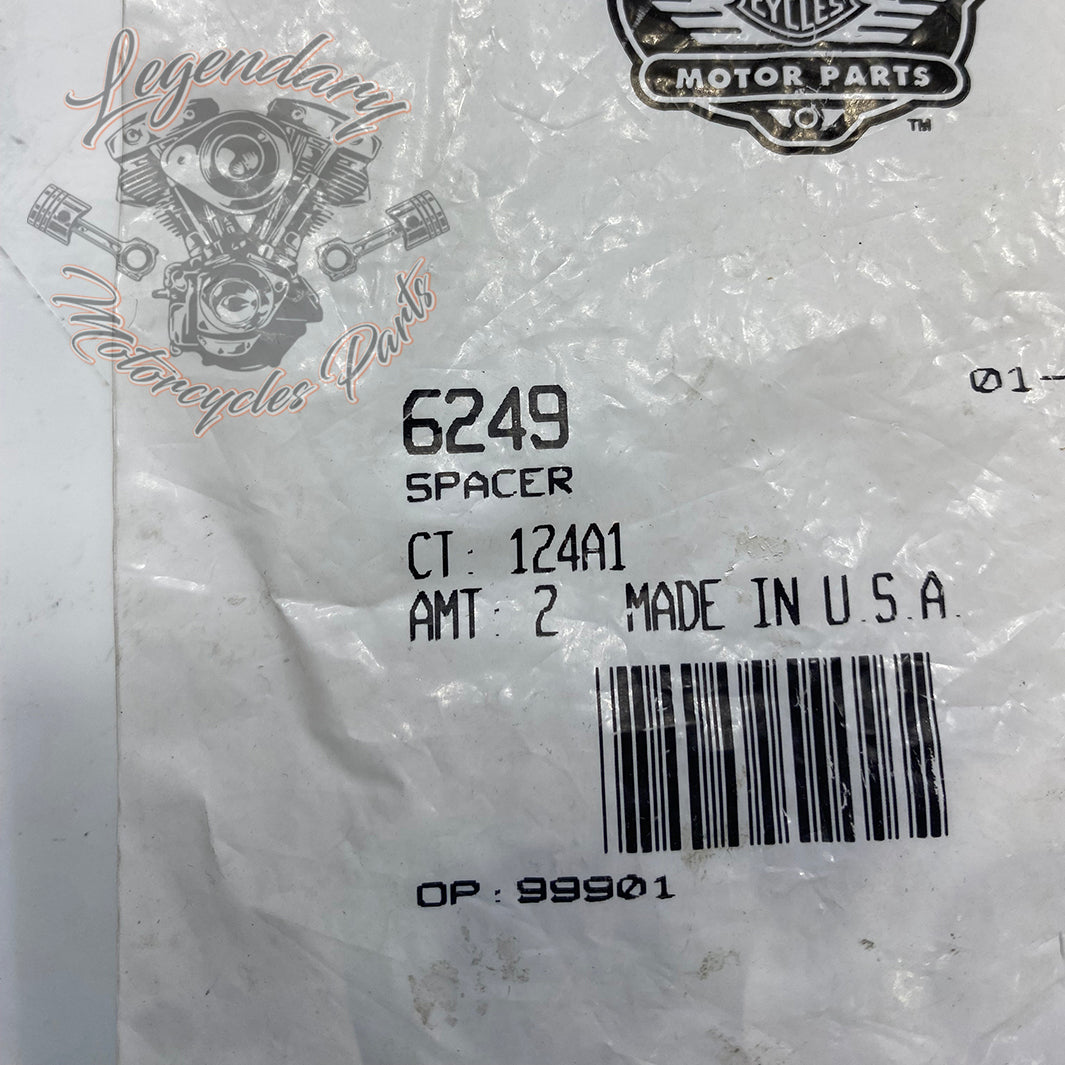 CYCLES
MOTOR PARTS
TM
Legendary
Motorcycles Parts
01-
6249
SPACER
CT: 124A1
AMT: 2 MADE IN U.S.A.
OP: 99901